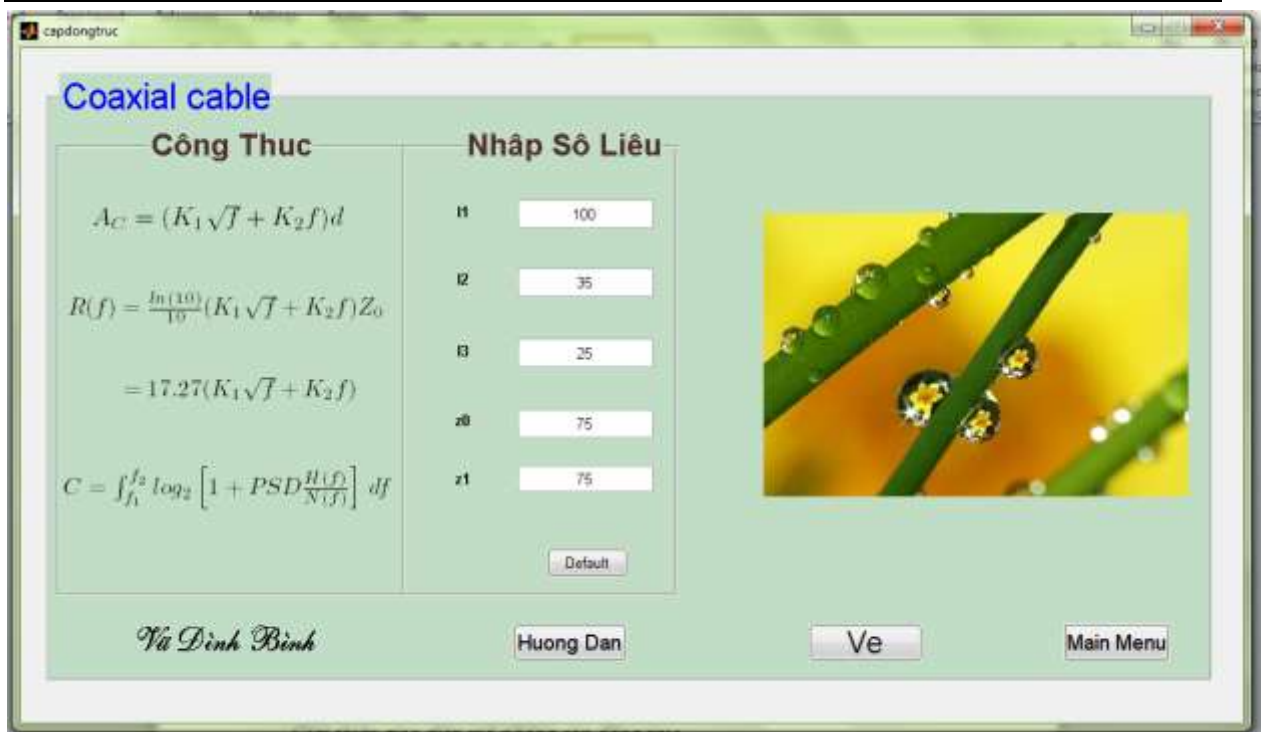 capdongtruc
Coaxial cable
Công Thuc
A_C = (K_1√f + K_2f)d
R(f) = ln(10)/10 (K_1√f + K_2f)Z_0
= 17.27(K_1√f + K_2f)
C = ∫_{f_1}^{f_2} log_2 [1 + PSD H(f)/N(f)] df
Nhâp Sô Liêu
l1 100
l2 35
l3 25
z0 75
z1 75
Default
Vũ Đình Bình
Huong Dan
Ve
Main Menu